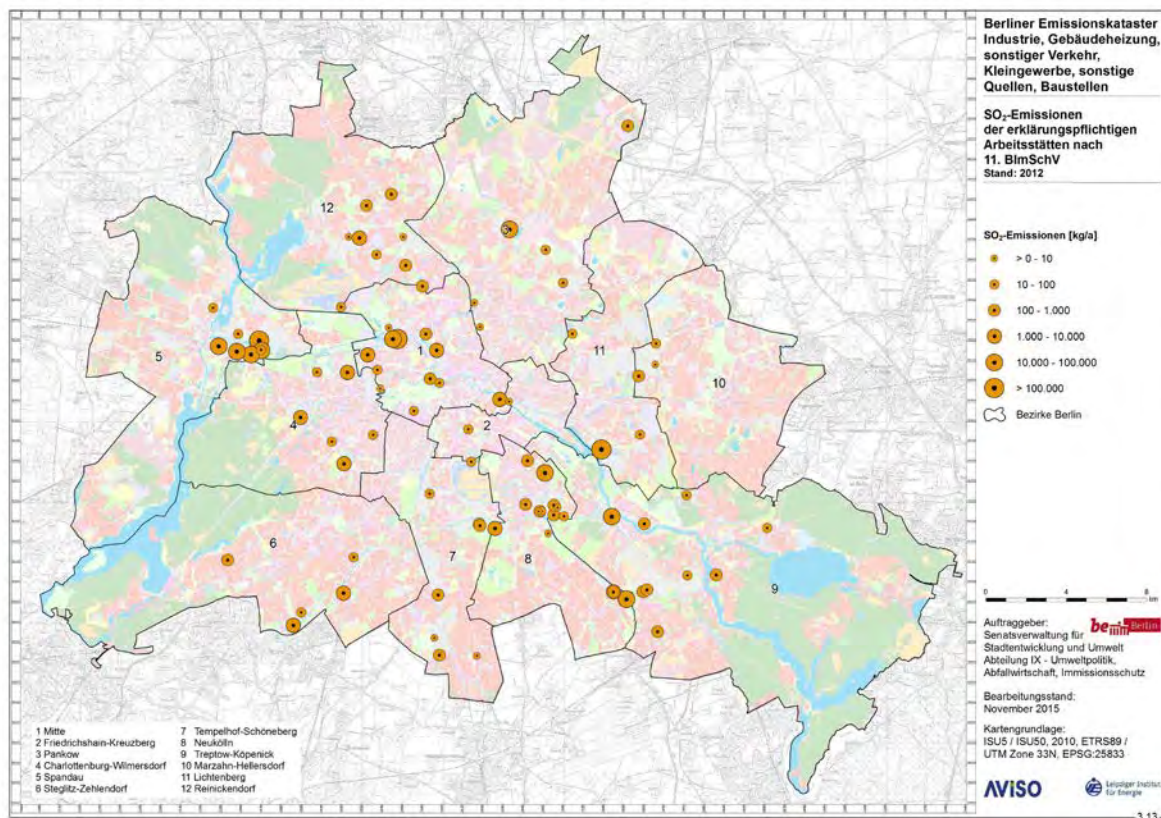 Berliner Emissionskataster
Industrie, Gebäudeheizung,
sonstiger Verkehr,
Kleingewerbe, sonstige
Quellen, Baustellen
SO₂-Emissionen
der erklärungspflichtigen
Arbeitsstätten nach
11. BImSchV
Stand: 2012
SO₂-Emissionen [kg/a]
> 0 - 10
10 - 100
100 - 1.000
1.000 - 10.000
10.000 - 100.000
> 100.000
Bezirke Berlin
12
3
5
1
11
10
4
2
6
7
8
9
0 4 8
km
Auftraggeber:
Senatsverwaltung für
Stadtentwicklung und Umwelt
Abteilung IX - Umweltpolitik,
Abfallwirtschaft, Immissionsschutz
be Berlin
Bearbeitungsstand:
November 2015
Kartengrundlage:
ISU5 / ISU50, 2010, ETRS89 /
UTM Zone 33N, EPSG:25833
AVISO
Leipziger Institut
für Energie
1 Mitte
2 Friedrichshain-Kreuzberg
3 Pankow
4 Charlottenburg-Wilmersdorf
5 Spandau
6 Steglitz-Zehlendorf
7 Tempelhof-Schöneberg
8 Neukölln
9 Treptow-Köpenick
10 Marzahn-Hellersdorf
11 Lichtenberg
12 Reinickendorf
3.13